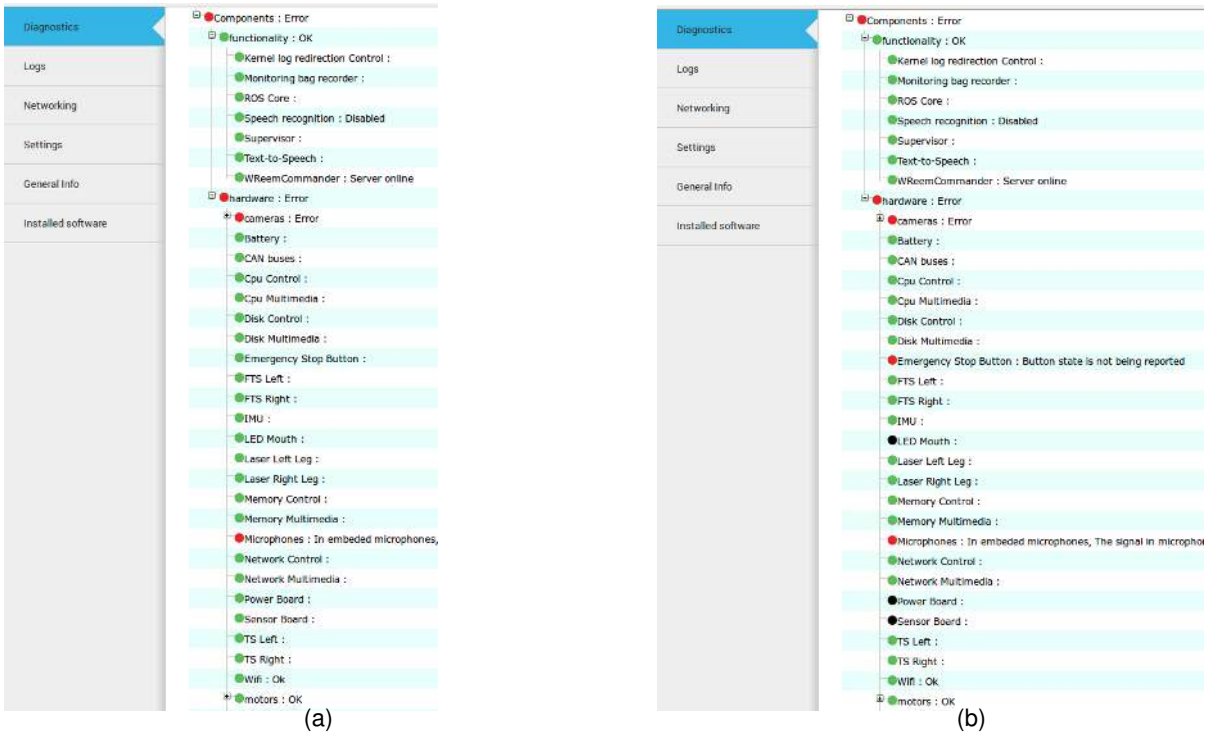 Diagnostics
Logs
Networking
Settings
General Info
Installed software
Components : Error
functionality : OK
Kernel log redirection Control :
Monitoring bag recorder :
ROS Core :
Speech recognition : Disabled
Supervisor :
Text-to-Speech :
WReemCommander : Server online
hardware : Error
cameras : Error
Battery :
CAN buses :
Cpu Control :
Cpu Multimedia :
Disk Control :
Disk Multimedia :
Emergency Stop Button :
FTS Left :
FTS Right :
IMU :
LED Mouth :
Laser Left Leg :
Laser Right Leg :
Memory Control :
Memory Multimedia :
Microphones : In embeded microphones,
Network Control :
Network Multimedia :
Power Board :
Sensor Board :
TS Left :
TS Right :
Wifi : Ok
motors : OK
(a)
Diagnostics
Logs
Networking
Settings
General Info
Installed software
Components : Error
functionality : OK
Kernel log redirection Control :
Monitoring bag recorder :
ROS Core :
Speech recognition : Disabled
Supervisor :
Text-to-Speech :
WReemCommander : Server online
hardware : Error
cameras : Error
Battery :
CAN buses :
Cpu Control :
Cpu Multimedia :
Disk Control :
Disk Multimedia :
Emergency Stop Button : Button state is not being reported
FTS Left :
FTS Right :
IMU :
LED Mouth :
Laser Left Leg :
Laser Right Leg :
Memory Control :
Memory Multimedia :
Microphones : In embeded microphones, The signal in micropho
Network Control :
Network Multimedia :
Power Board :
Sensor Board :
TS Left :
TS Right :
Wifi : Ok
motors : OK
(b)